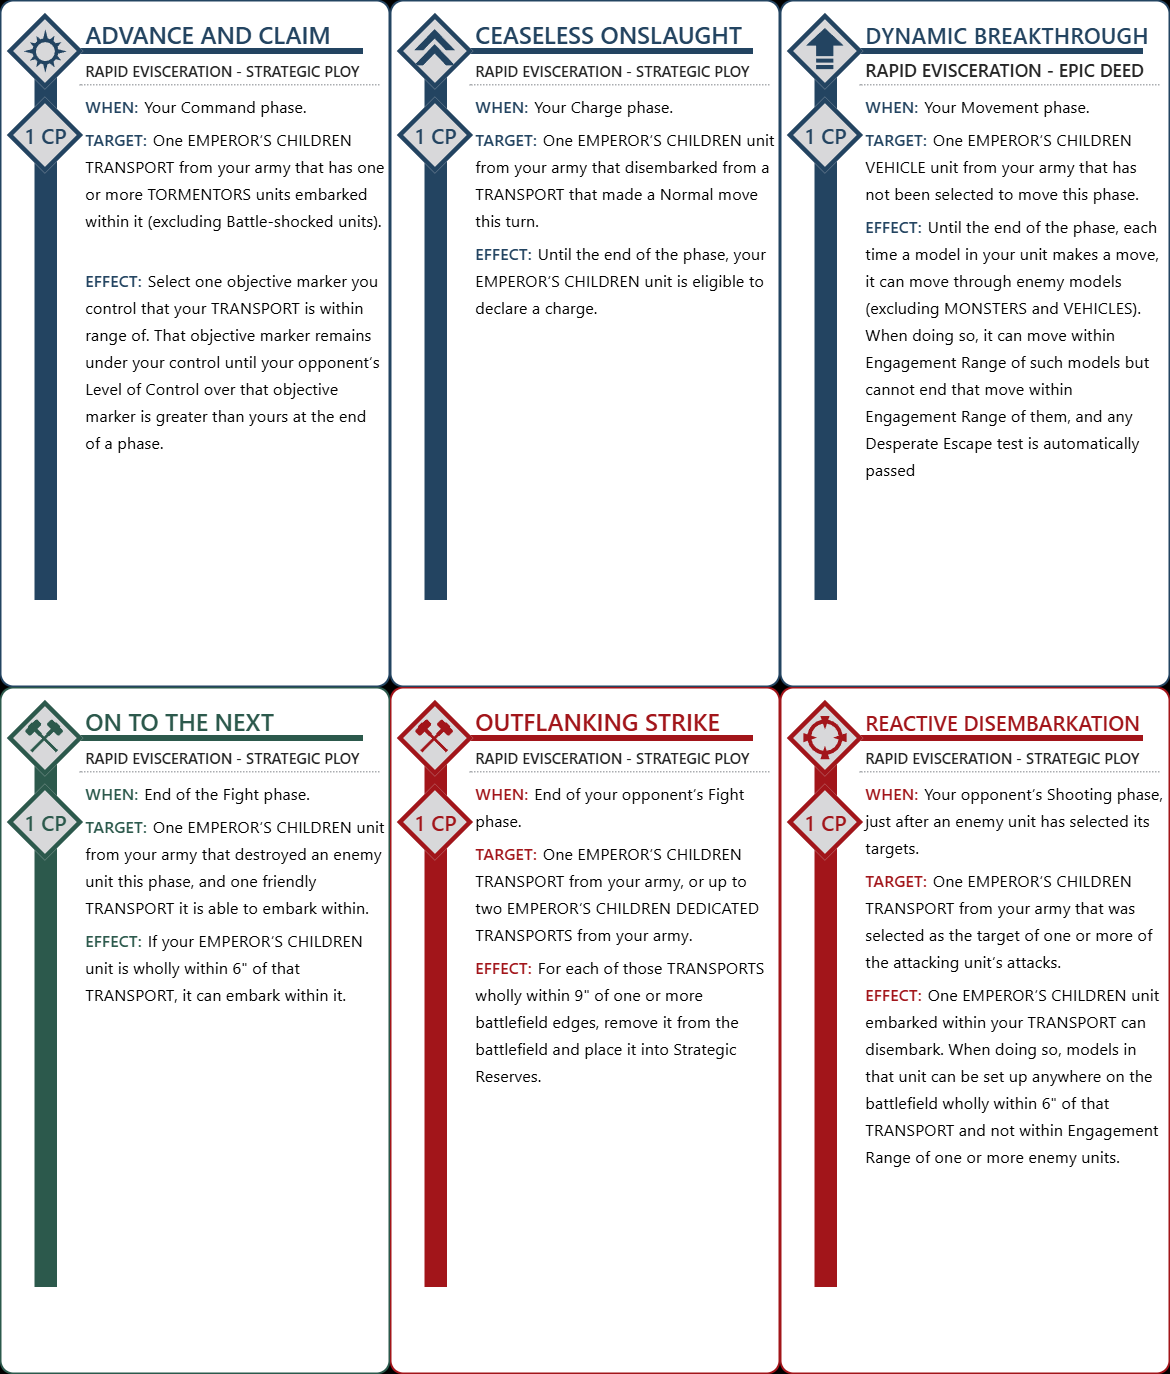 ADVANCE AND CLAIM
RAPID EVISCERATION - STRATEGIC PLOY
1 CP
WHEN: Your Command phase.
TARGET: One EMPEROR'S CHILDREN
TRANSPORT from your army that has one
or more TORMENTORS units embarked
within it (excluding Battle-shocked units).
EFFECT: Select one objective marker you
control that your TRANSPORT is within
range of. That objective marker remains
under your control until your opponent's
Level of Control over that objective
marker is greater than yours at the end
of a phase.
CEASELESS ONSLAUGHT
RAPID EVISCERATION - STRATEGIC PLOY
1 CP
WHEN: Your Charge phase.
TARGET: One EMPEROR'S CHILDREN unit
from your army that disembarked from a
TRANSPORT that made a Normal move
this turn.
EFFECT: Until the end of the phase, your
EMPEROR'S CHILDREN unit is eligible to
declare a charge.
DYNAMIC BREAKTHROUGH
RAPID EVISCERATION - EPIC DEED
1 CP
WHEN: Your Movement phase.
TARGET: One EMPEROR'S CHILDREN
VEHICLE unit from your army that has
not been selected to move this phase.
EFFECT: Until the end of the phase, each
time a model in your unit makes a move,
it can move through enemy models
(excluding MONSTERS and VEHICLES).
When doing so, it can move within
Engagement Range of such models but
cannot end that move within
Engagement Range of them, and any
Desperate Escape test is automatically
passed
ON TO THE NEXT
RAPID EVISCERATION - STRATEGIC PLOY
1 CP
WHEN: End of the Fight phase.
TARGET: One EMPEROR'S CHILDREN unit
from your army that destroyed an enemy
unit this phase, and one friendly
TRANSPORT it is able to embark within.
EFFECT: If your EMPEROR'S CHILDREN
unit is wholly within 6" of that
TRANSPORT, it can embark within it.
OUTFLANKING STRIKE
RAPID EVISCERATION - STRATEGIC PLOY
1 CP
WHEN: End of your opponent's Fight
phase.
TARGET: One EMPEROR'S CHILDREN
TRANSPORT from your army, or up to
two EMPEROR'S CHILDREN DEDICATED
TRANSPORTS from your army.
EFFECT: For each of those TRANSPORTS
wholly within 9" of one or more
battlefield edges, remove it from the
battlefield and place it into Strategic
Reserves.
REACTIVE DISEMBARKATION
RAPID EVISCERATION - STRATEGIC PLOY
1 CP
WHEN: Your opponent's Shooting phase,
just after an enemy unit has selected its
targets.
TARGET: One EMPEROR'S CHILDREN
TRANSPORT from your army that was
selected as the target of one or more of
the attacking unit's attacks.
EFFECT: One EMPEROR'S CHILDREN unit
embarked within your TRANSPORT can
disembark. When doing so, models in
that unit can be set up anywhere on the
battlefield wholly within 6" of that
TRANSPORT and not within Engagement
Range of one or more enemy units.